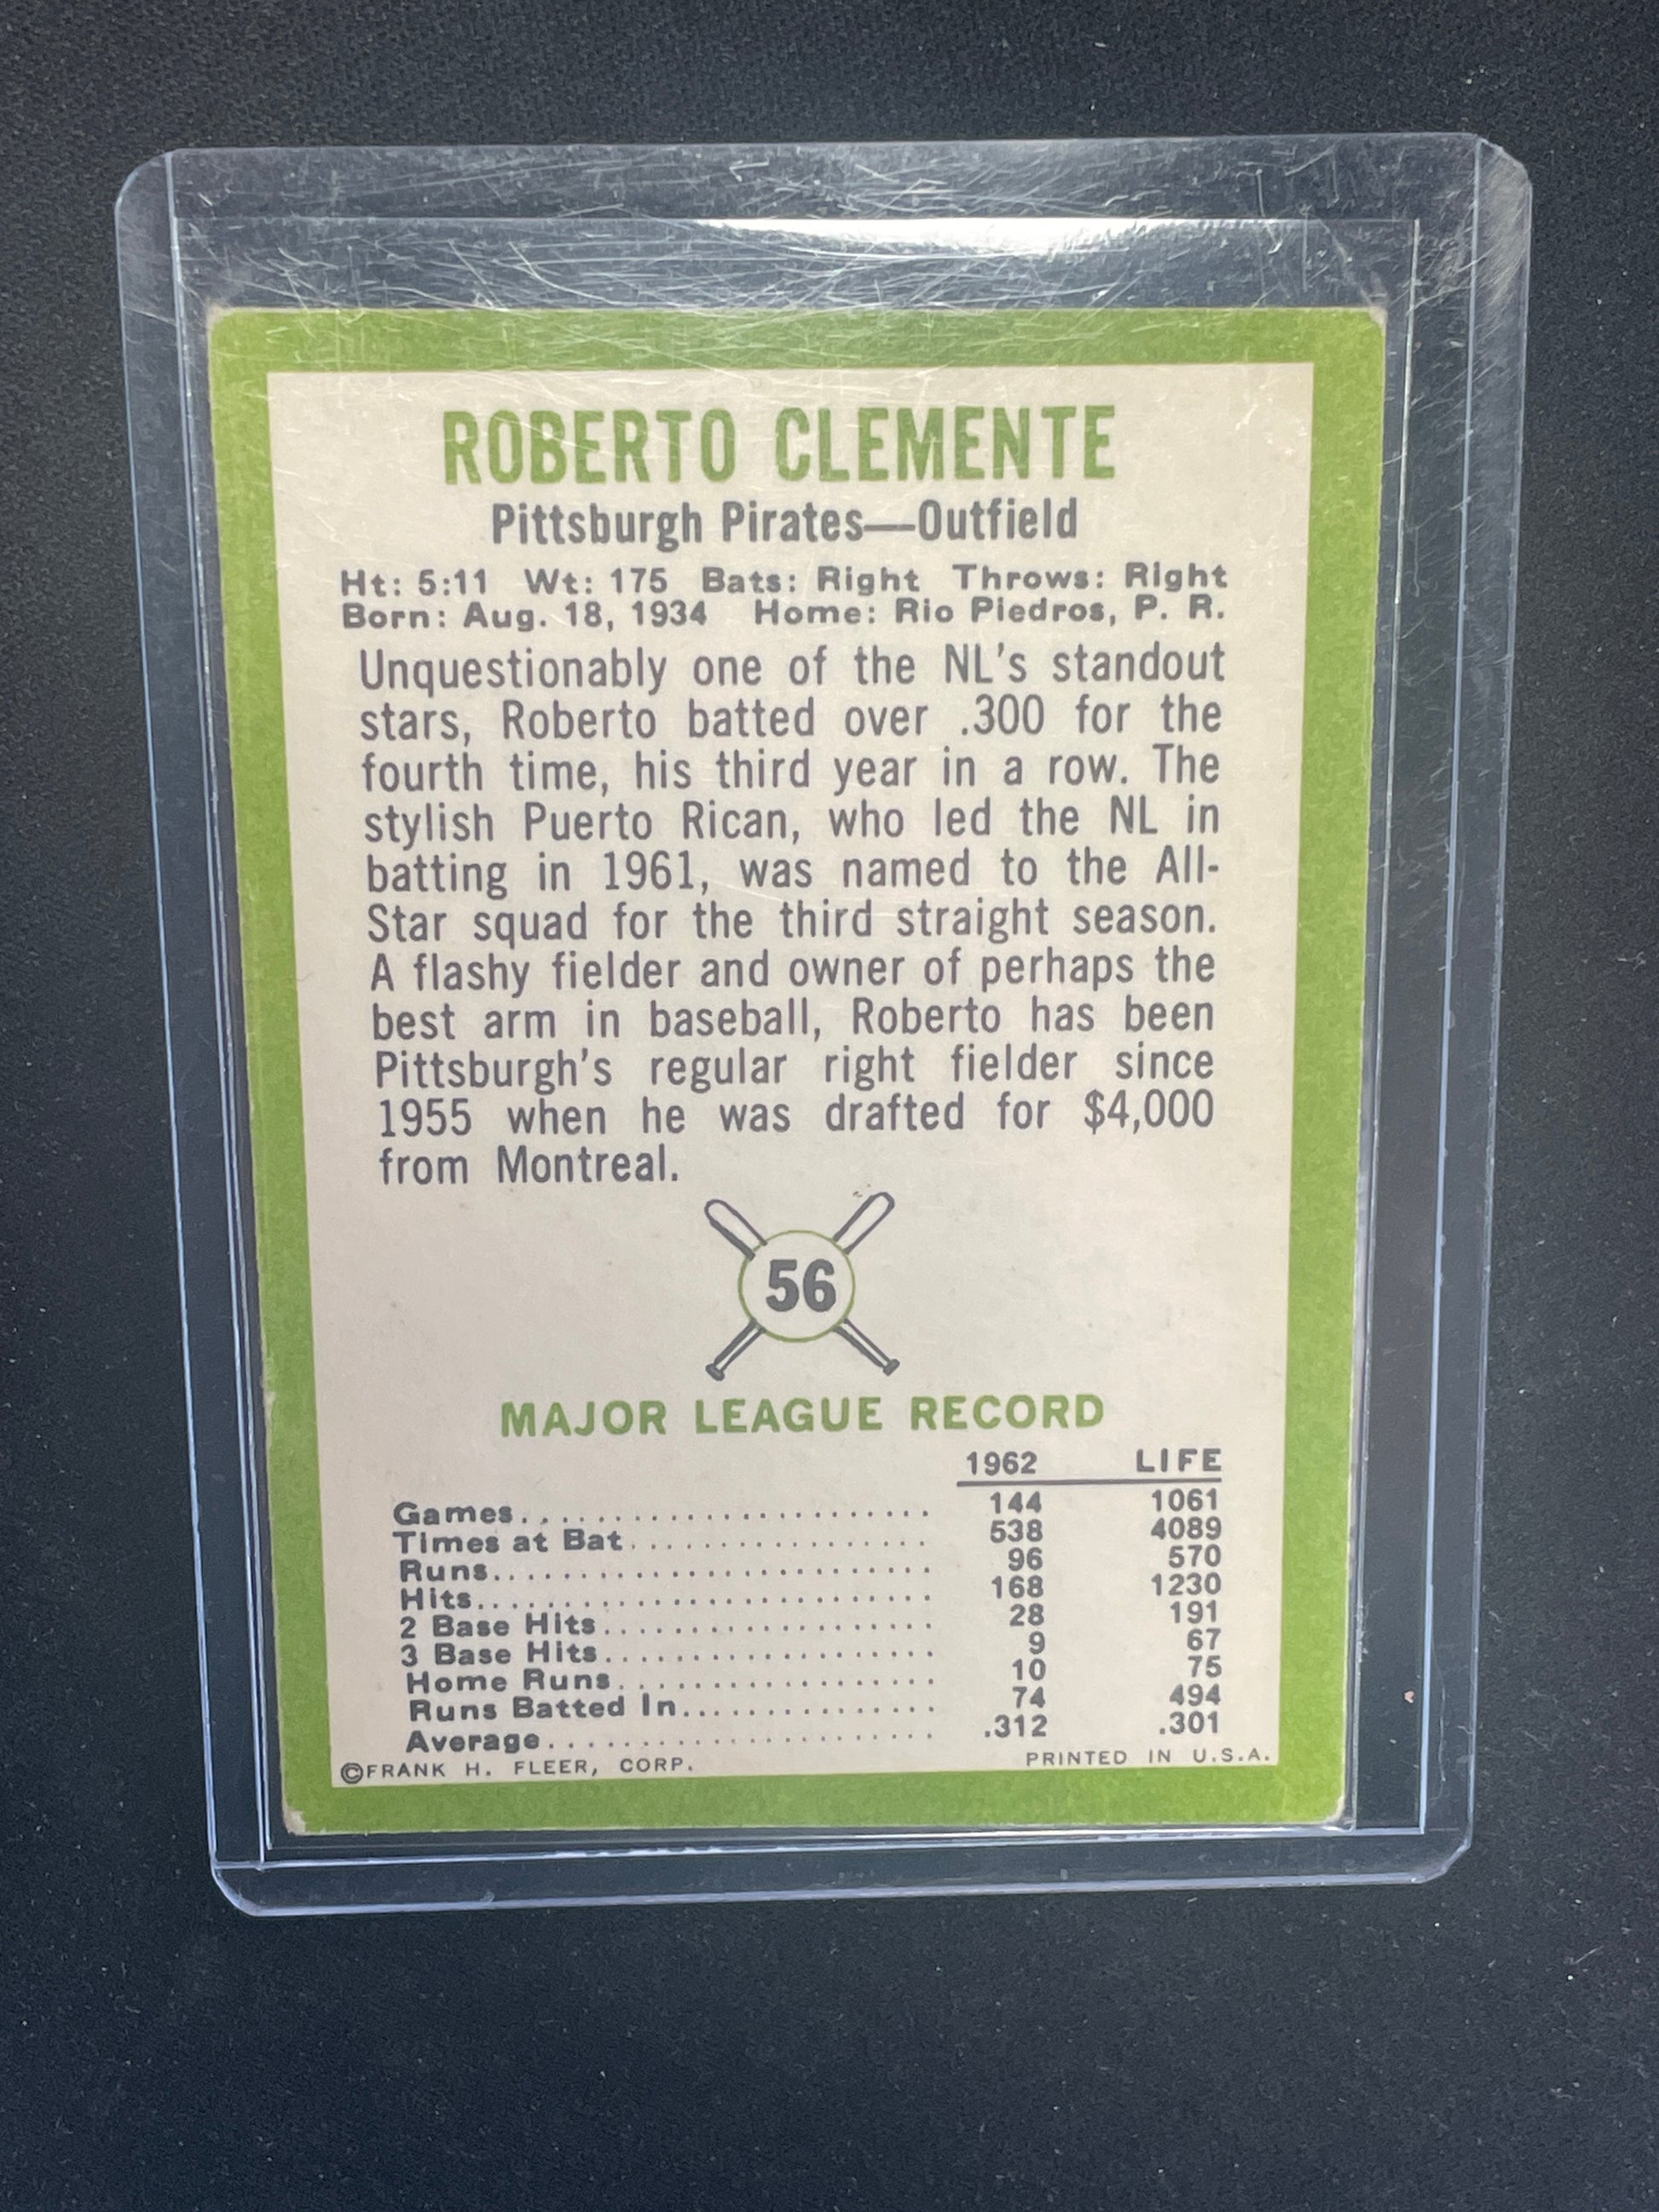 ROBERTO CLEMENTE
Pittsburgh Pirates—Outfield
Ht: 5:11 Wt: 175 Bats: Right Throws: Right
Born: Aug. 18, 1934 Home: Rio Piedros, P. R.
Unquestionably one of the NL's standout
stars, Roberto batted over .300 for the
fourth time, his third year in a row. The
stylish Puerto Rican, who led the NL in
batting in 1961, was named to the All-
Star squad for the third straight season.
A flashy fielder and owner of perhaps the
best arm in baseball, Roberto has been
Pittsburgh's regular right fielder since
1955 when he was drafted for $4,000
from Montreal.
56
MAJOR LEAGUE RECORD
1962 LIFE
Games........................ 144 1061
Times at Bat................. 538 4089
Runs......................... 96 570
Hits.......................... 168 1230
2 Base Hits................... 28 191
3 Base Hits................... 9 67
Home Runs.................. 10 75
Runs Batted In............... 74 494
Average...................... .312 .301
©FRANK H. FLEER, CORP. PRINTED IN U.S.A.